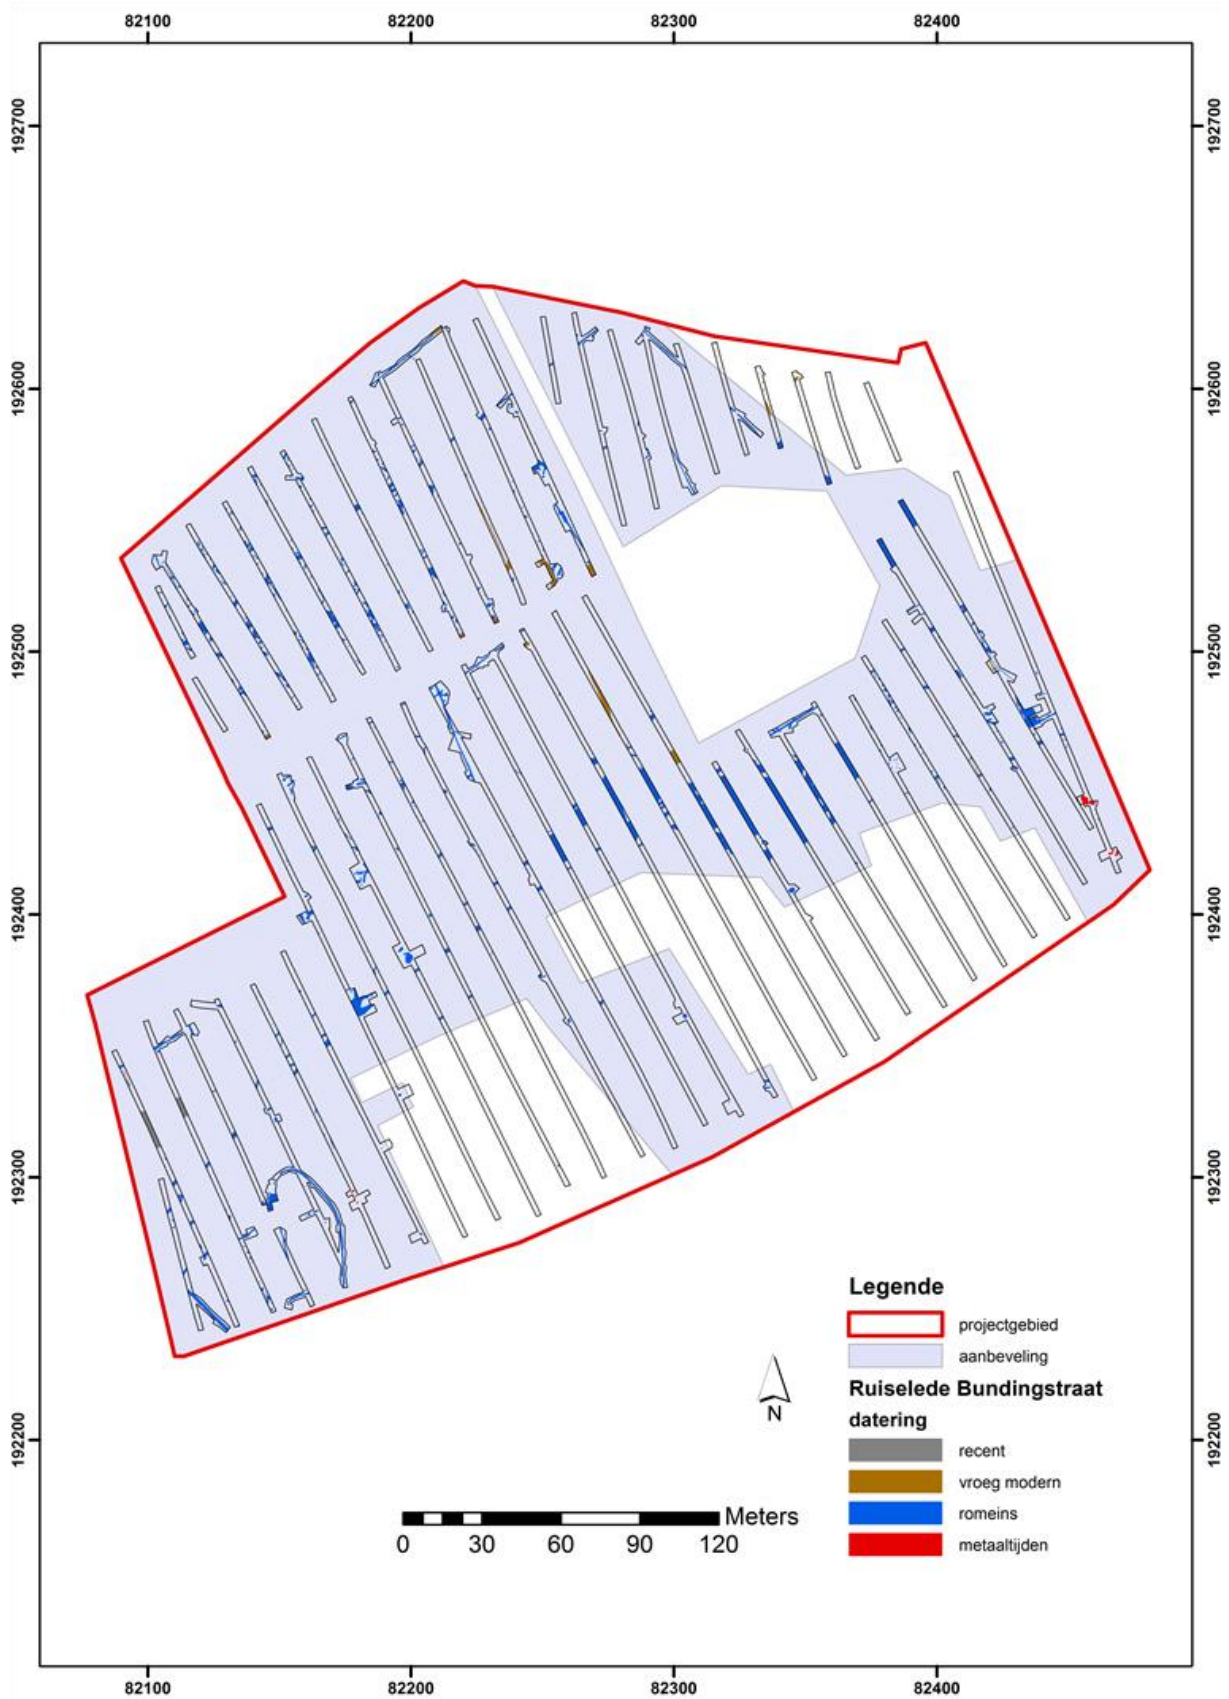 82100 82200 82300 82400
192700 192700
192600 192600
192500 192500
192400 192400
192300 192300
Legende
projectgebied
aanbeveling
Ruiselede Bundingstraat
N
datering
192200 192200
recent
vroeg modern
Meters
romeins
0 30 60 90 120
metaaltijden
82100 82200 82300 82400